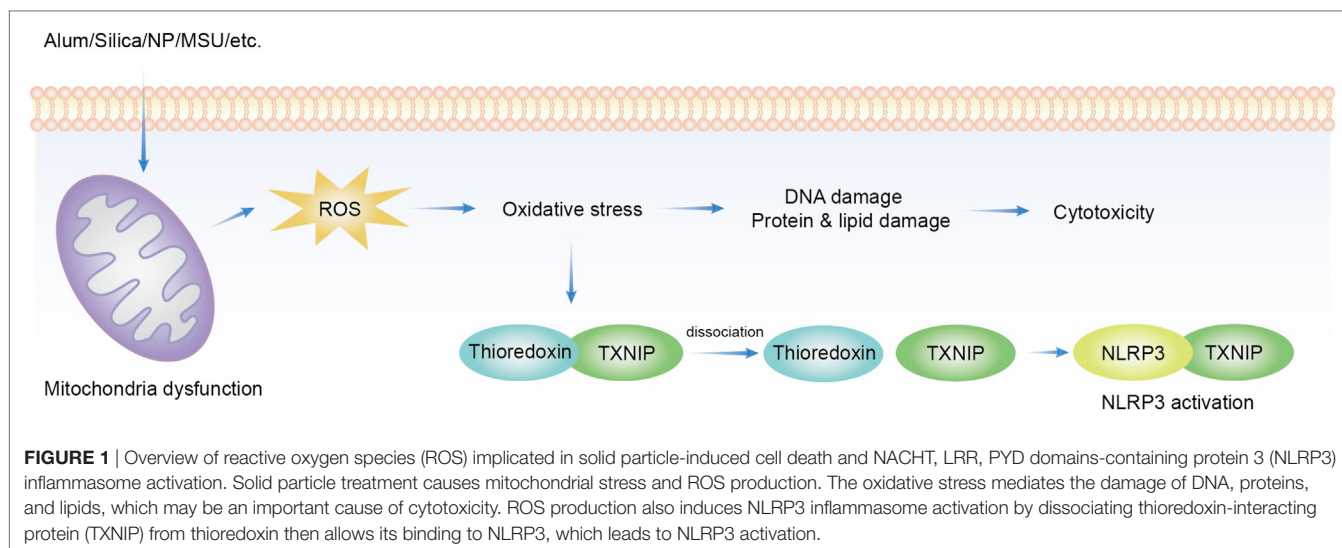 Alum/Silica/NP/MSU/etc.
ROS
Oxidative stress
DNA damage
Protein & lipid damage
Cytotoxicity
Mitochondria dysfunction
Thioredoxin
TXNIP
dissociation
Thioredoxin
TXNIP
NLRP3
TXNIP
NLRP3 activation
FIGURE 1 | Overview of reactive oxygen species (ROS) implicated in solid particle-induced cell death and NACHT, LRR, PYD domains-containing protein 3 (NLRP3)
inflammasome activation. Solid particle treatment causes mitochondrial stress and ROS production. The oxidative stress mediates the damage of DNA, proteins,
and lipids, which may be an important cause of cytotoxicity. ROS production also induces NLRP3 inflammasome activation by dissociating thioredoxin-interacting
protein (TXNIP) from thioredoxin then allows its binding to NLRP3, which leads to NLRP3 activation.